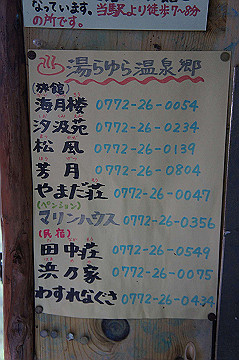 なっています。当駅より徒歩7〜8分
の所です。
♨湯らゆら温泉郷
(旅館)
海月楼 0772-26-0054
汐汲苑 0772-26-0234
松風 0772-26-0139
芳月 0772-26-0804
やまだ荘 0772-26-0047
(ペンション)
マリンハウス 0772-26-0356
(民宿)
田中荘 0772-26-0549
浜乃家 0772-26-0075
わすれなぐさ 0772-26-0434